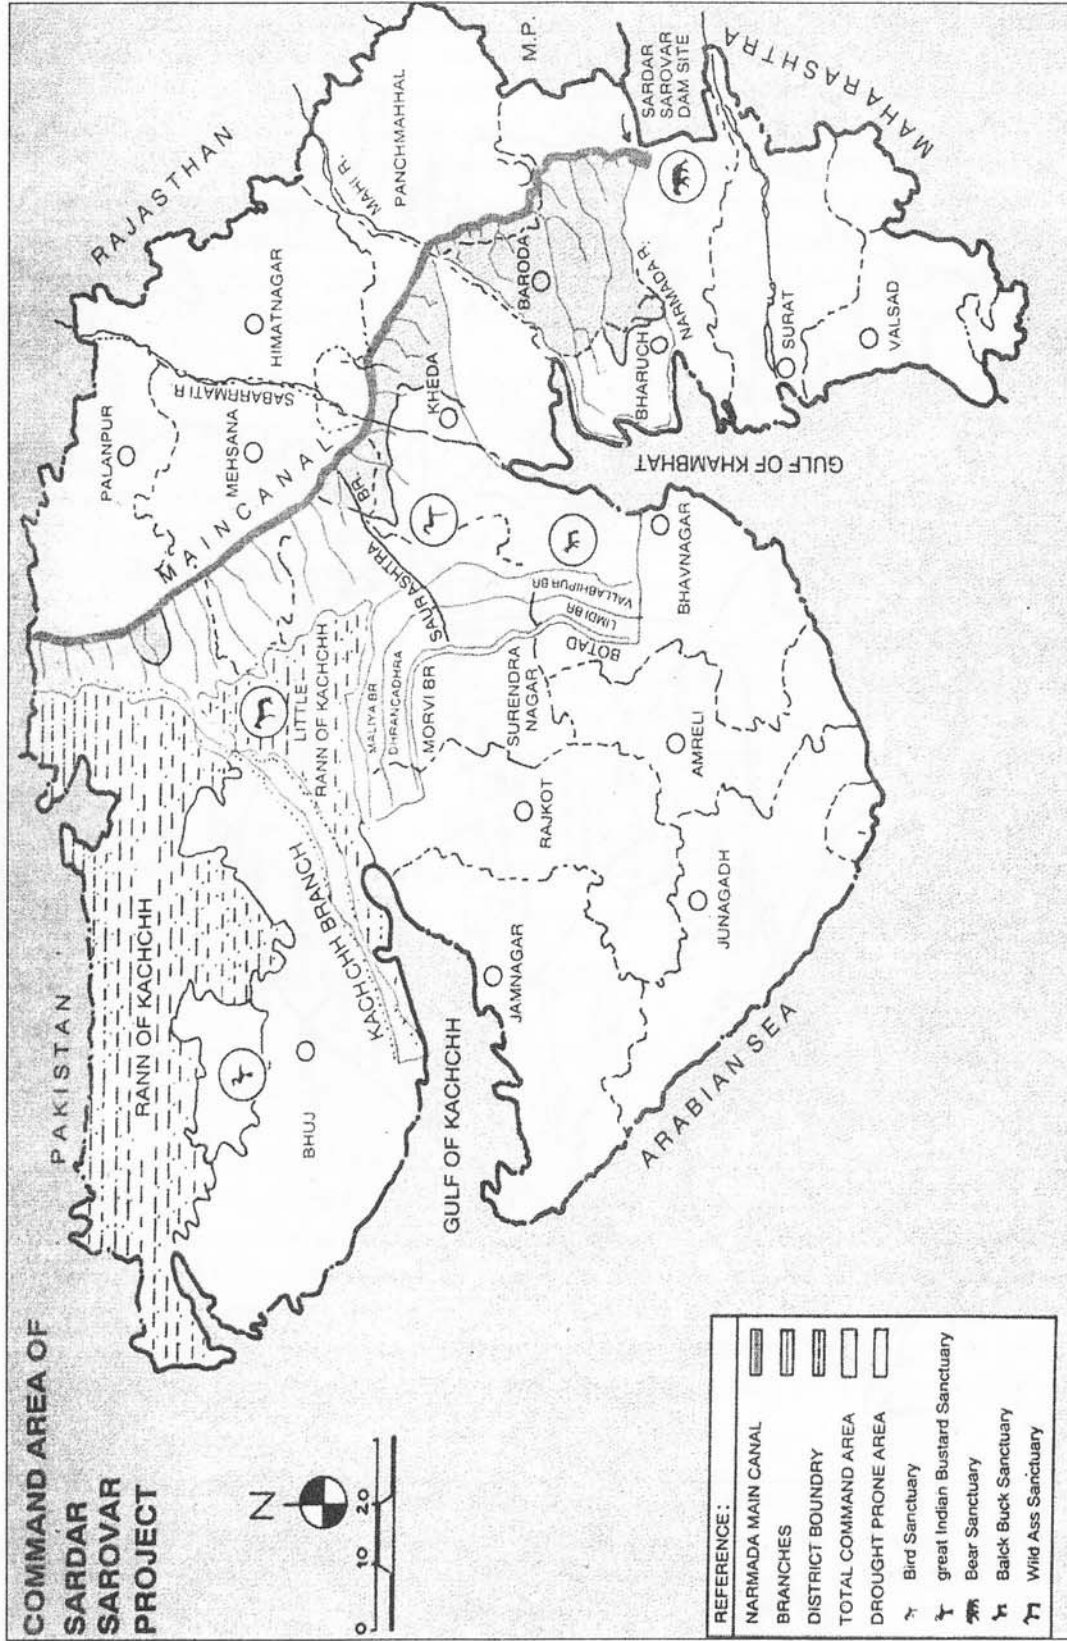 COMMAND AREA OF
SARDAR
SAROVAR
PROJECT
N
0 10 20
PAKISTAN
RANN OF KACHCHH
BHUJ
KACHCHH BRANCH
GULF OF KACHCHH
LITTLE
RANN OF KACHCHH
MALIYA BR
DHRANGADHRA
MORVI BR
SAURASHTRA BR.
SURENDRA
NAGAR
LIMDI BR
VALLABHIPUR BR
BOTAD
RAJKOT
JAMNAGAR
JUNAGADH
AMRELI
BHAVNAGAR
ARABIAN SEA
GULF OF KHAMBHAT
MAIN CANAL
PALANPUR
MEHSANA
SABARRMATI R
HIMATNAGAR
RAJASTHAN
KHEDA
MAHI R.
PANCHMAHHAL
M.P.
BARODA
BHARUCH
NARMADA R.
SARDAR
SAROVAR
DAM SITE
MAHARASHTRA
SURAT
VALSAD
REFERENCE:
NARMADA MAIN CANAL
BRANCHES
DISTRICT BOUNDRY
TOTAL COMMAND AREA
DROUGHT PRONE AREA
Bird Sanctuary
great Indian Bustard Sanctuary
Bear Sanctuary
Balck Buck Sanctuary
Wild Ass Sanctuary